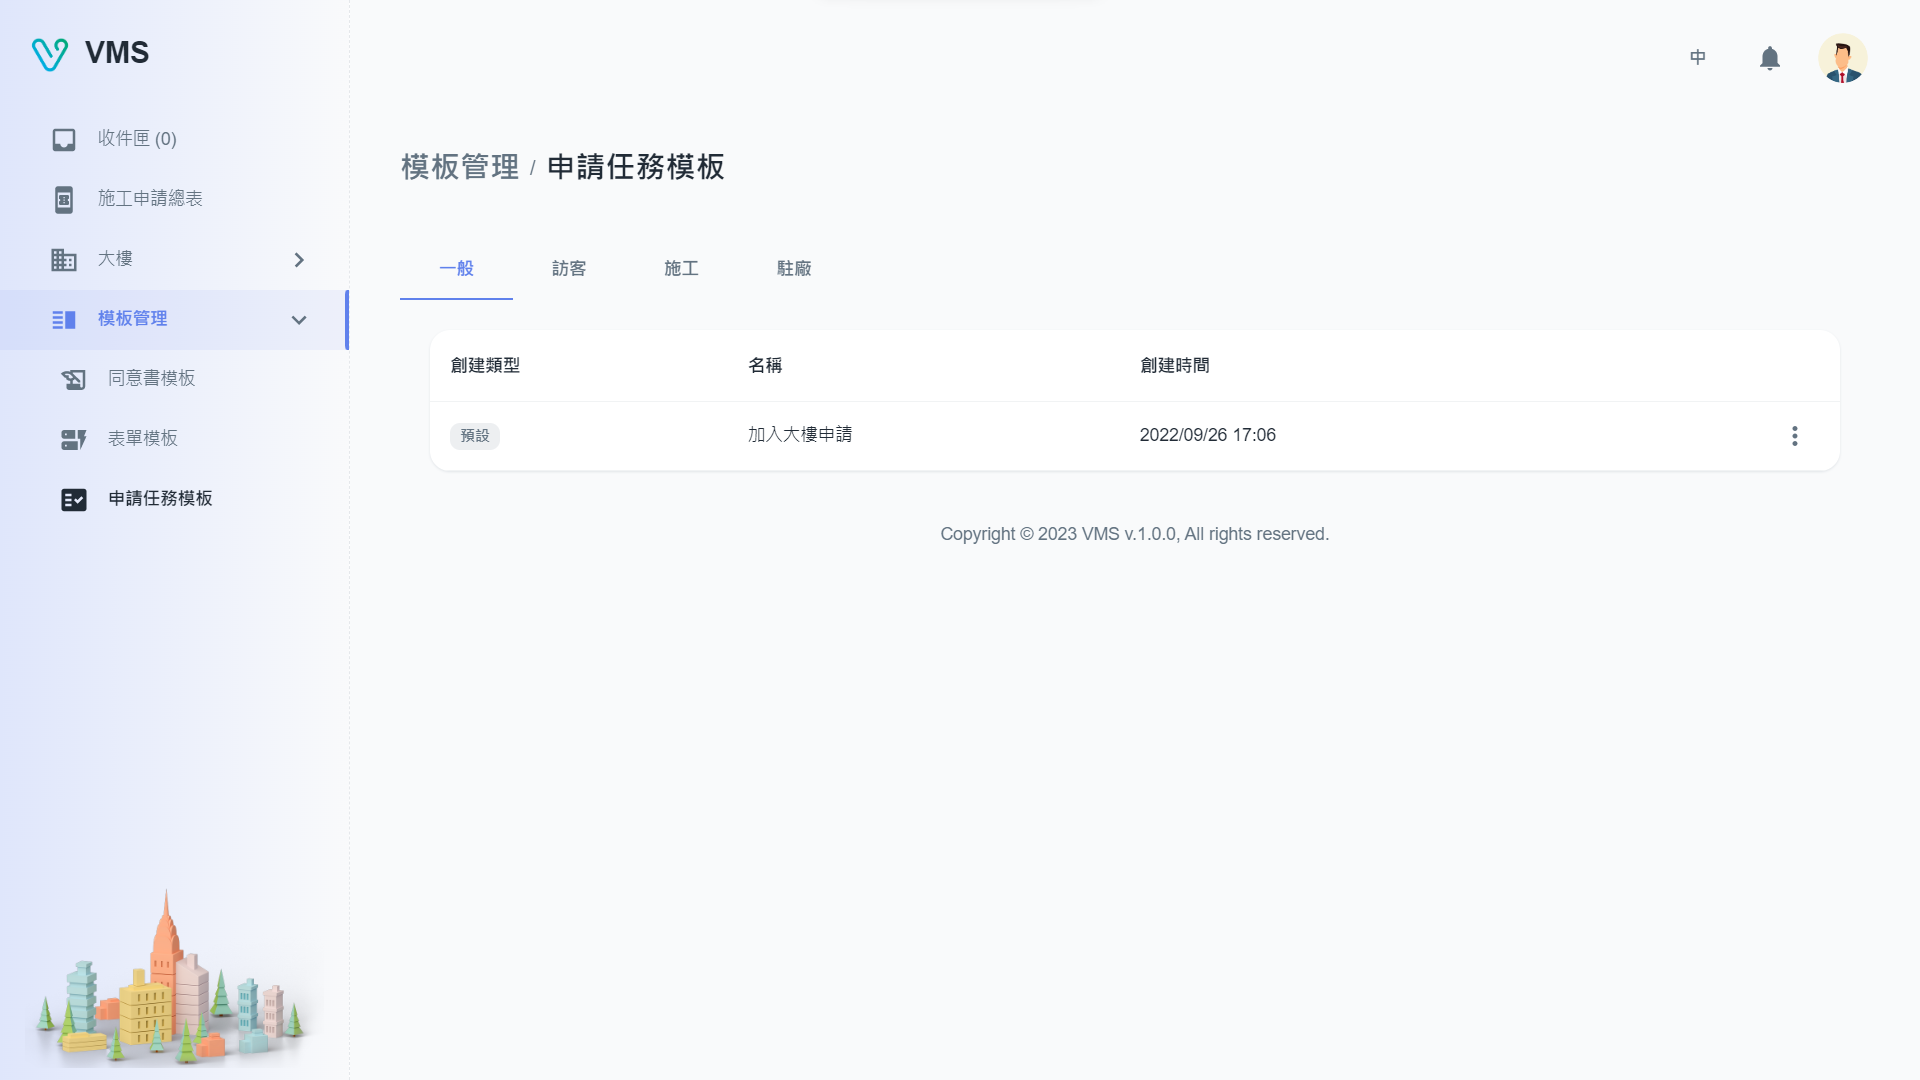 VMS
中
收件匣 (0)
施工申請總表
大樓
模板管理
同意書模板
表單模板
申請任務模板
模板管理 / 申請任務模板
一般 訪客 施工 駐廠
創建類型 名稱 創建時間
預設 加入大樓申請 2022/09/26 17:06
Copyright © 2023 VMS v.1.0.0, All rights reserved.